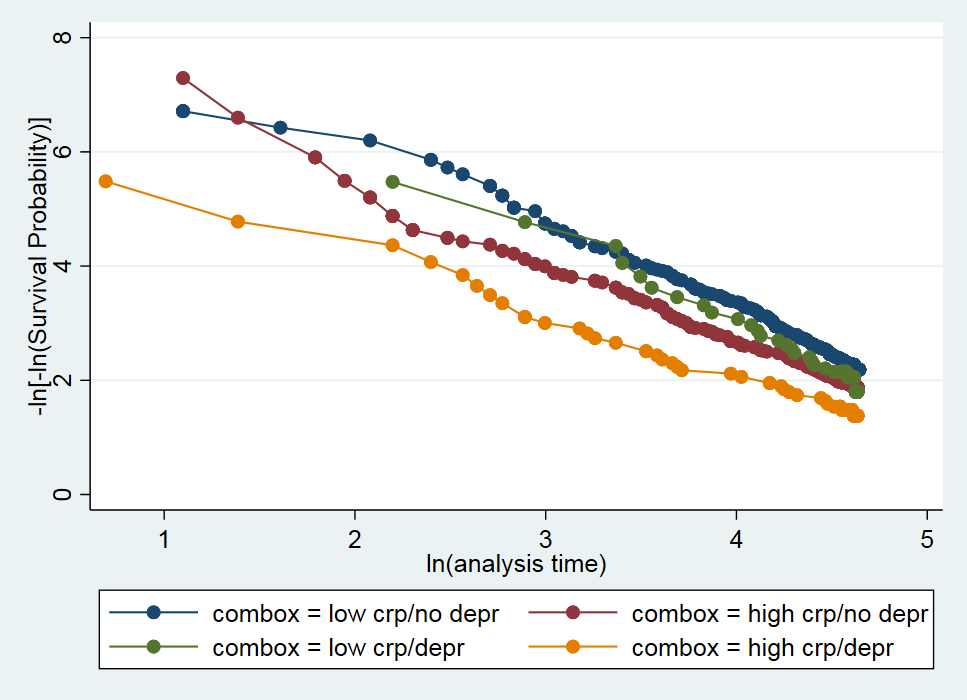 8
6
4
2
0
-ln[-ln(Survival Probability)]
1 2 3 4 5
ln(analysis time)
combox = low crp/no depr combox = high crp/no depr
combox = low crp/depr combox = high crp/depr